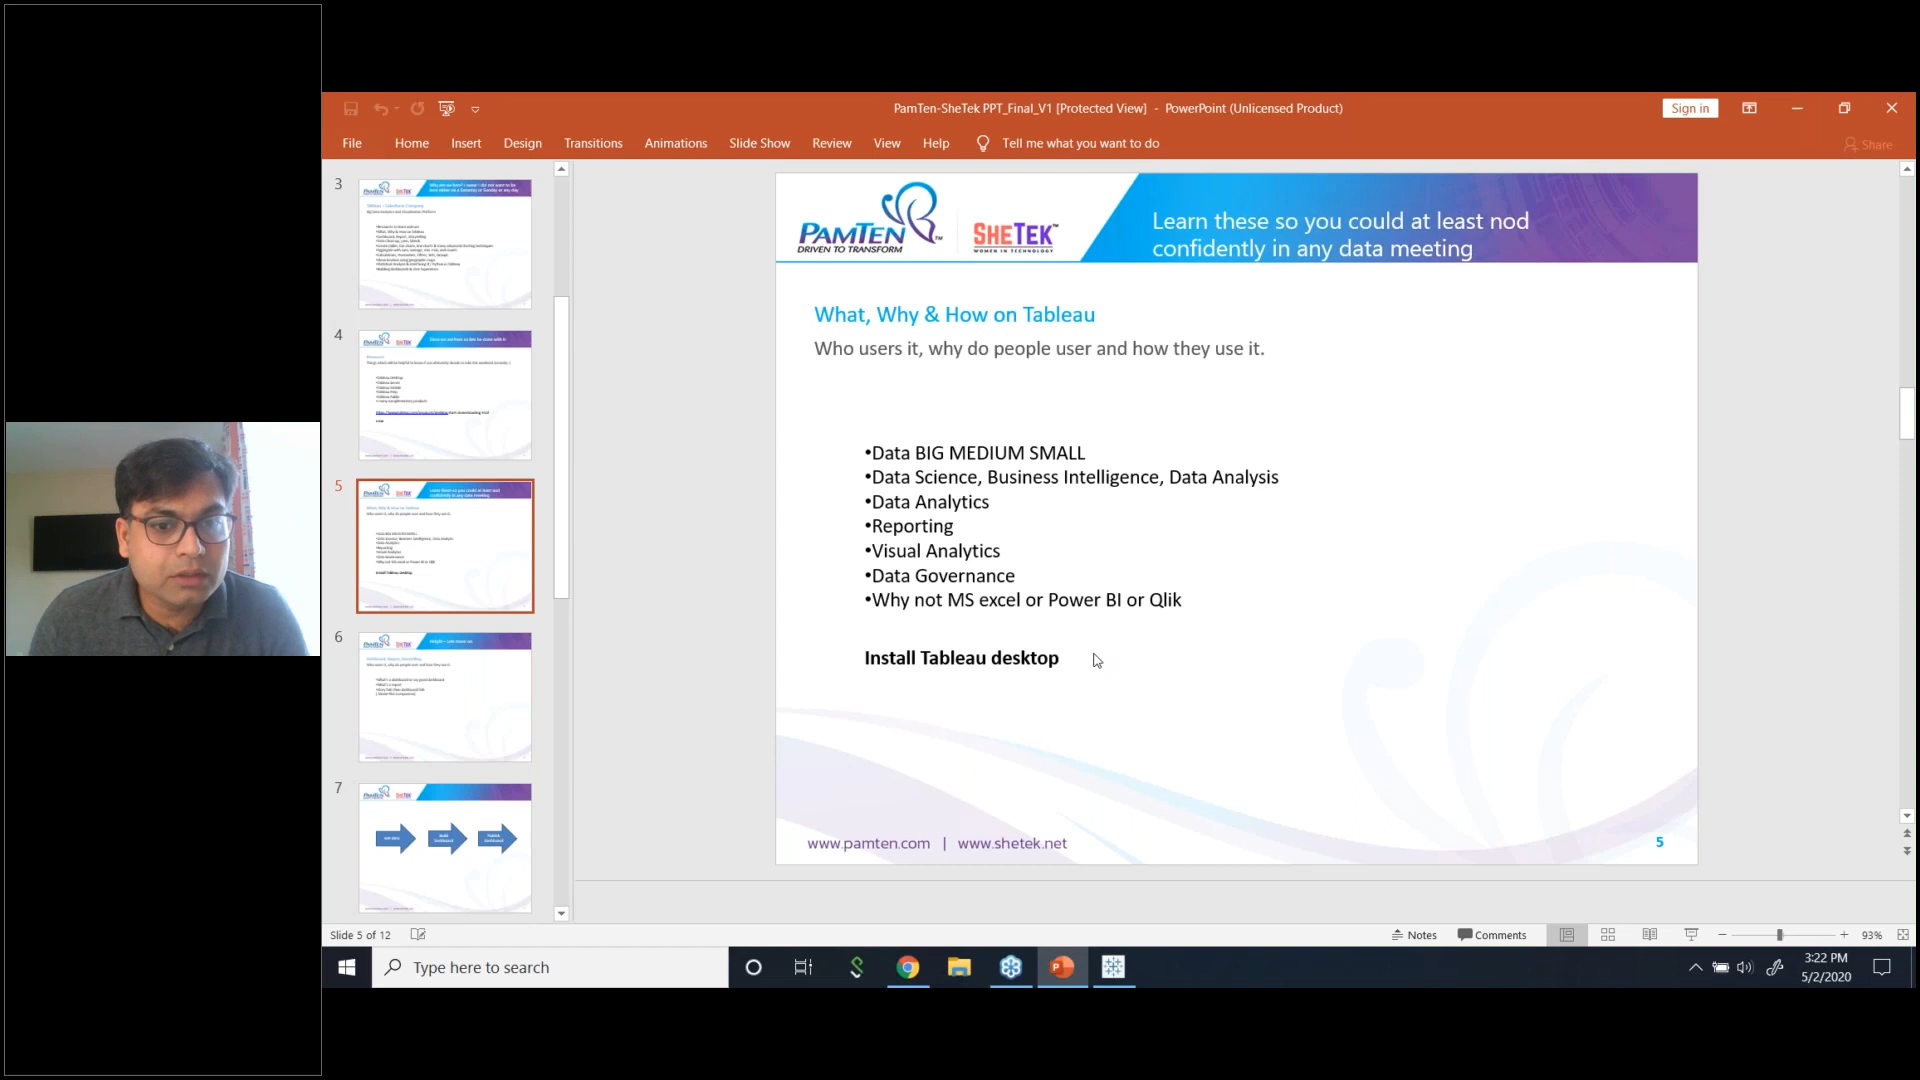 PamTen-SheTek PPT_Final_V1 [Protected View] - PowerPoint (Unlicensed Product)
Sign in
File Home Insert Design Transitions Animations Slide Show Review View Help Tell me what you want to do
Share
3
4
5
6
7
PAMTEN™
DRIVEN TO TRANSFORM
SHETEK™
WOMEN IN TECHNOLOGY
Learn these so you could at least nod
confidently in any data meeting
What, Why & How on Tableau
Who users it, why do people user and how they use it.
•Data BIG MEDIUM SMALL
•Data Science, Business Intelligence, Data Analysis
•Data Analytics
•Reporting
•Visual Analytics
•Data Governance
•Why not MS excel or Power BI or Qlik
Install Tableau desktop
www.pamten.com | www.shetek.net
5
Slide 5 of 12
Notes
Comments
93%
Type here to search
3:22 PM
5/2/2020